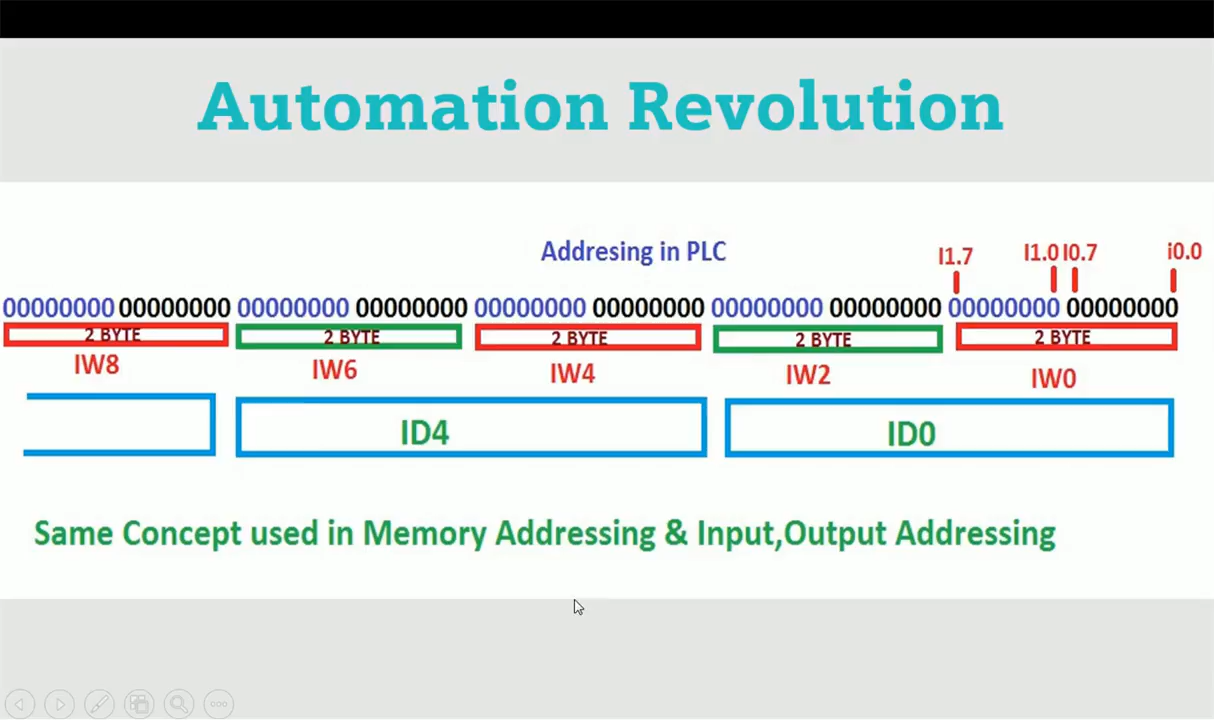 Automation Revolution
Addresing in PLC
I1.7 I1.0 I0.7 i0.0
00000000 00000000 00000000 00000000 00000000 00000000 00000000 00000000 00000000 00000000
2 BYTE 2 BYTE 2 BYTE 2 BYTE 2 BYTE
IW8 IW6 IW4 IW2 IW0
ID4 ID0
Same Concept used in Memory Addressing & Input,Output Addressing